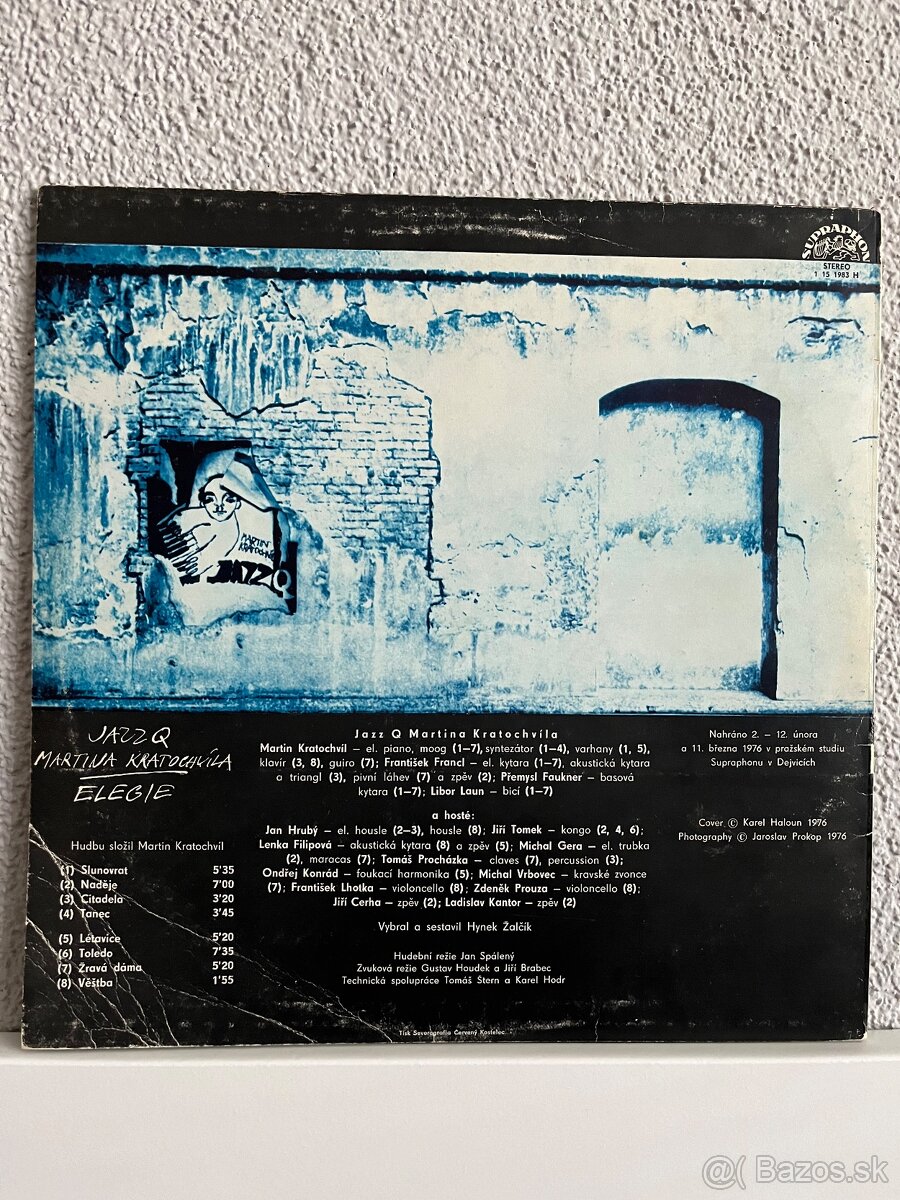 SUPRAPHON
STEREO
1 15 1983 H
MARTIN
KRATOCHVÍL
JAZZ Q
JAZZ Q
MARTINA KRATOCHVÍLA
ELEGIE
Hudbu složil Martin Kratochvíl
(1) Slunovrat 5'35
(2) Naděje 7'00
(3) Citadela 3'20
(4) Tanec 3'45
(5) Létavice 5'20
(6) Toledo 7'35
(7) Žravá dáma 5'20
(8) Věštba 1'55
Jazz Q Martina Kratochvíla
Martin Kratochvíl – el. piano, moog (1–7), syntezátor (1–4), varhany (1, 5),
klavír (3, 8), guiro (7); František Francl – el. kytara (1–7), akustická kytara
a triangl (3), pivní láhev (7) a zpěv (2); Přemysl Faukner – basová
kytara (1–7); Libor Laun – bicí (1–7)
a hosté:
Jan Hrubý – el. housle (2–3), housle (8); Jiří Tomek – kongo (2, 4, 6);
Lenka Filipová – akustická kytara (8) a zpěv (5); Michal Gera – el. trubka
(2), maracas (7); Tomáš Procházka – claves (7), percussion (3);
Ondřej Konrád – foukací harmonika (5); Michal Vrbovec – kravské zvonce
(7); František Lhotka – violoncello (8); Zdeněk Prouza – violoncello (8);
Jiří Cerha – zpěv (2); Ladislav Kantor – zpěv (2)
Vybral a sestavil Hynek Žalčík
Hudební režie Jan Spálený
Zvuková režie Gustav Houdek a Jiří Brabec
Technická spolupráce Tomáš Stern a Karel Hodr
Nahráno 2. – 12. února
a 11. března 1976 v pražském studiu
Supraphonu v Dejvicích
Cover © Karel Haloun 1976
Photography © Jaroslav Prokop 1976
Tisk Severografia Červený Kostelec
@( Bazos.sk